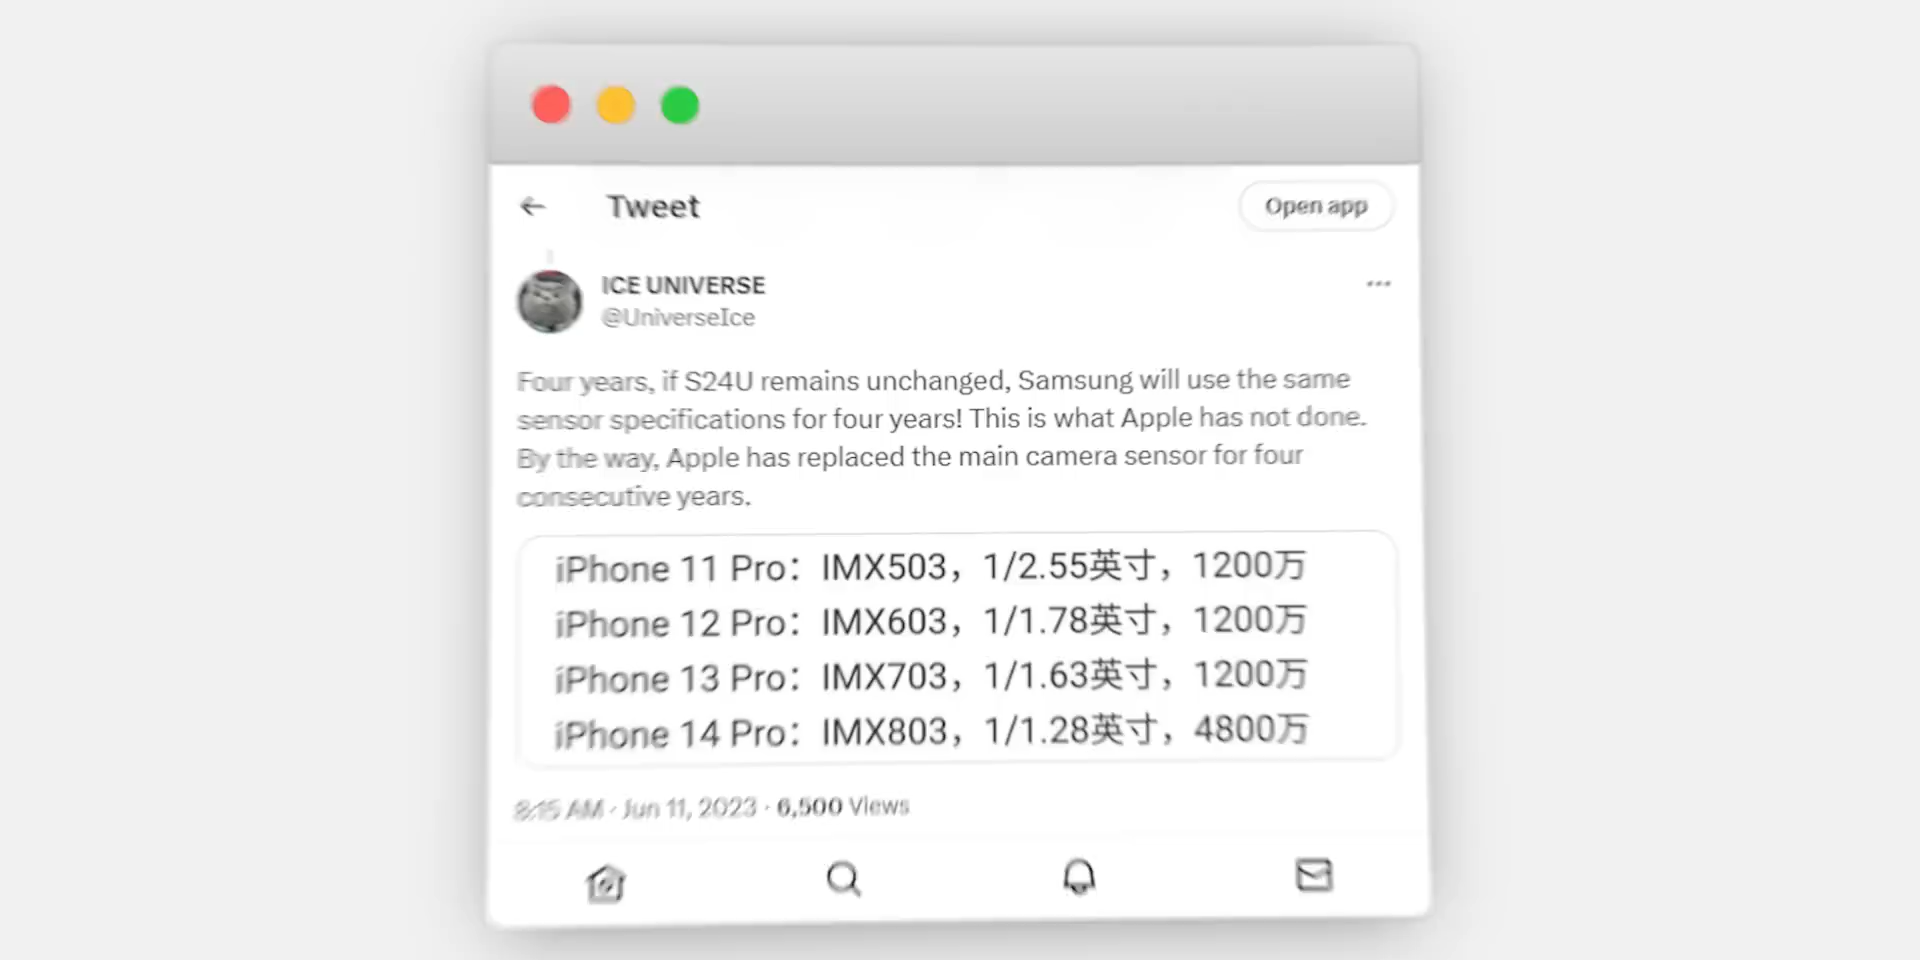 Tweet
Open app
ICE UNIVERSE
@UniverseIce
Four years, if S24U remains unchanged, Samsung will use the same
sensor specifications for four years! This is what Apple has not done.
By the way, Apple has replaced the main camera sensor for four
consecutive years.
iPhone 11 Pro：IMX503，1/2.55英寸，1200万
iPhone 12 Pro：IMX603，1/1.78英寸，1200万
iPhone 13 Pro：IMX703，1/1.63英寸，1200万
iPhone 14 Pro：IMX803，1/1.28英寸，4800万
8:15 AM · Jun 11, 2023 · 6,500 Views